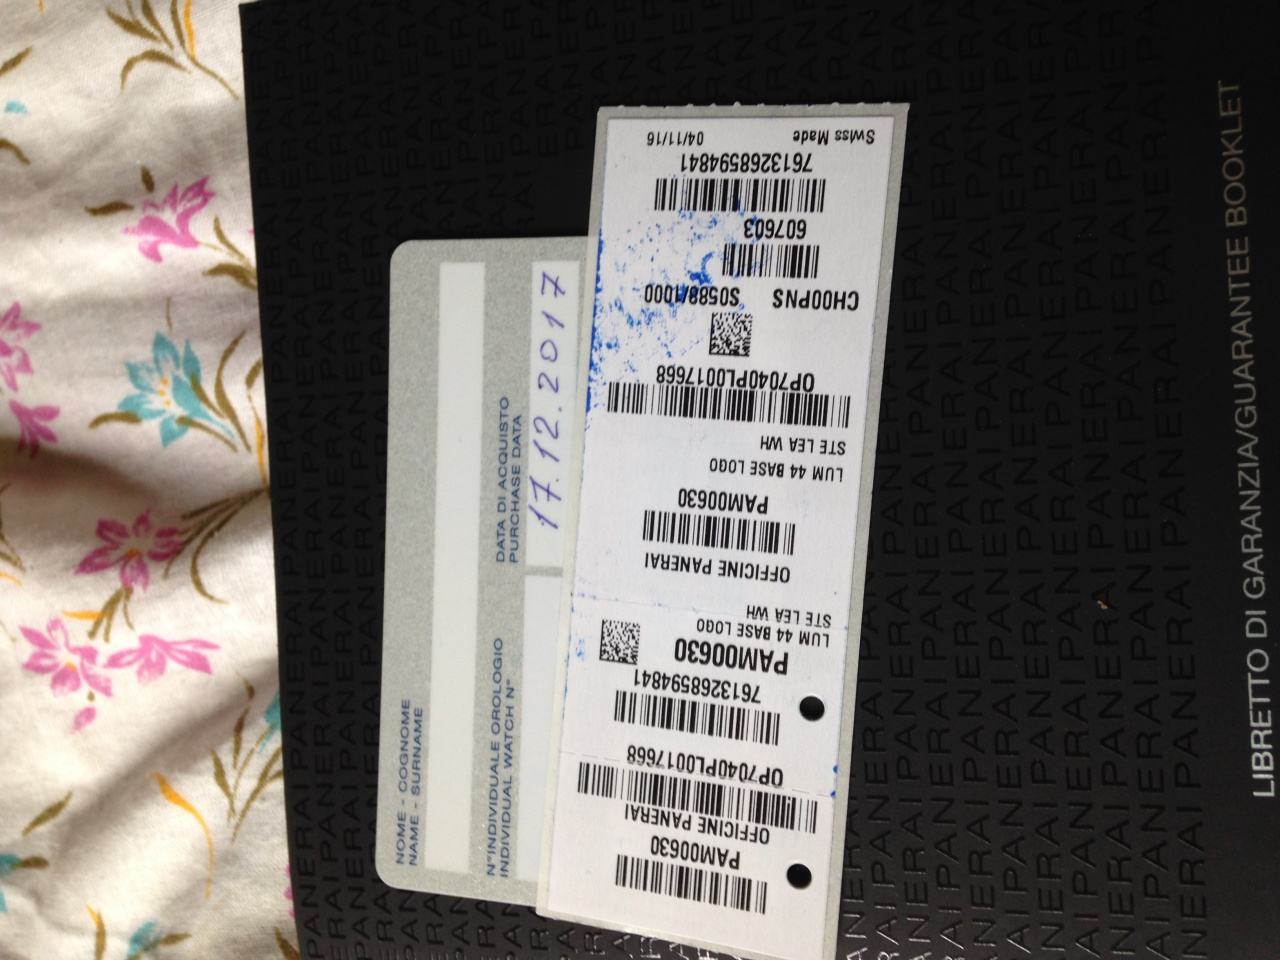 LIBRETTO DI GARANZIA/GUARANTEE BOOKLET
NOME - COGNOME
NAME - SURNAME
N° INDIVIDUALE OROLOGIO
INDIVIDUAL WATCH N°
DATA DI ACQUISTO
PURCHASE DATA
17.12.2017
PAM00630
OFFICINE PANERAI
OP7040PL0017668
7613268594841
PAM00630
LUM 44 BASE LOGO
STE LEA WH
OFFICINE PANERAI
PAM00630
LUM 44 BASE LOGO
STE LEA WH
OP7040PL0017668
CH00PNS S0588/1000
607603
7613268594841
Swiss Made 04/11/16
PANERAI